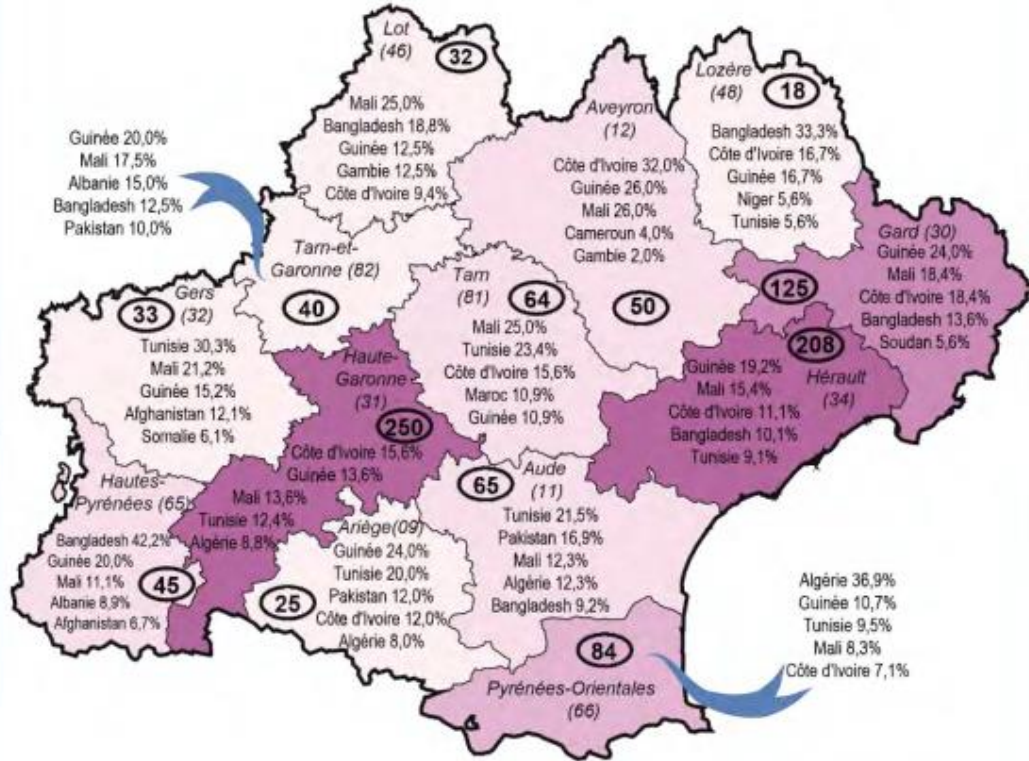 Lot
(46)
32
Mali 25,0%
Bangladesh 18,8%
Guinée 12,5%
Gambie 12,5%
Côte d'Ivoire 9,4%
Aveyron
(12)
Côte d'Ivoire 32,0%
Guinée 26,0%
Mali 26,0%
Cameroun 4,0%
Gambie 2,0%
50
Lozère
(48)
18
Bangladesh 33,3%
Côte d'Ivoire 16,7%
Guinée 16,7%
Niger 5,6%
Tunisie 5,6%
Guinée 20,0%
Mali 17,5%
Albanie 15,0%
Bangladesh 12,5%
Pakistan 10,0%
Tarn-et-
Garonne (82)
40
Gard (30)
Guinée 24,0%
Mali 18,4%
Côte d'Ivoire 18,4%
Bangladesh 13,6%
Soudan 5,6%
125
33
Gers
(32)
Tunisie 30,3%
Mali 21,2%
Guinée 15,2%
Afghanistan 12,1%
Somalie 6,1%
Tarn
(81)
64
Mali 25,0%
Tunisie 23,4%
Côte d'Ivoire 15,6%
Maroc 10,9%
Guinée 10,9%
208
Hérault
(34)
Guinée 19,2%
Mali 15,4%
Côte d'Ivoire 11,1%
Bangladesh 10,1%
Tunisie 9,1%
Haute-
Garonne
(31)
250
Côte d'Ivoire 15,6%
Guinée 13,6%
Mali 13,6%
Tunisie 12,4%
Algérie 8,8%
Hautes-
Pyrénées (65)
Bangladesh 42,2%
Guinée 20,0%
Mali 11,1%
Albanie 8,9%
Afghanistan 6,7%
45
Ariège(09)
Guinée 24,0%
Tunisie 20,0%
Pakistan 12,0%
Côte d'Ivoire 12,0%
Algérie 8,0%
25
65
Aude
(11)
Tunisie 21,5%
Pakistan 16,9%
Mali 12,3%
Algérie 12,3%
Bangladesh 9,2%
84
Pyrénées-Orientales
(66)
Algérie 36,9%
Guinée 10,7%
Tunisie 9,5%
Mali 8,3%
Côte d'Ivoire 7,1%